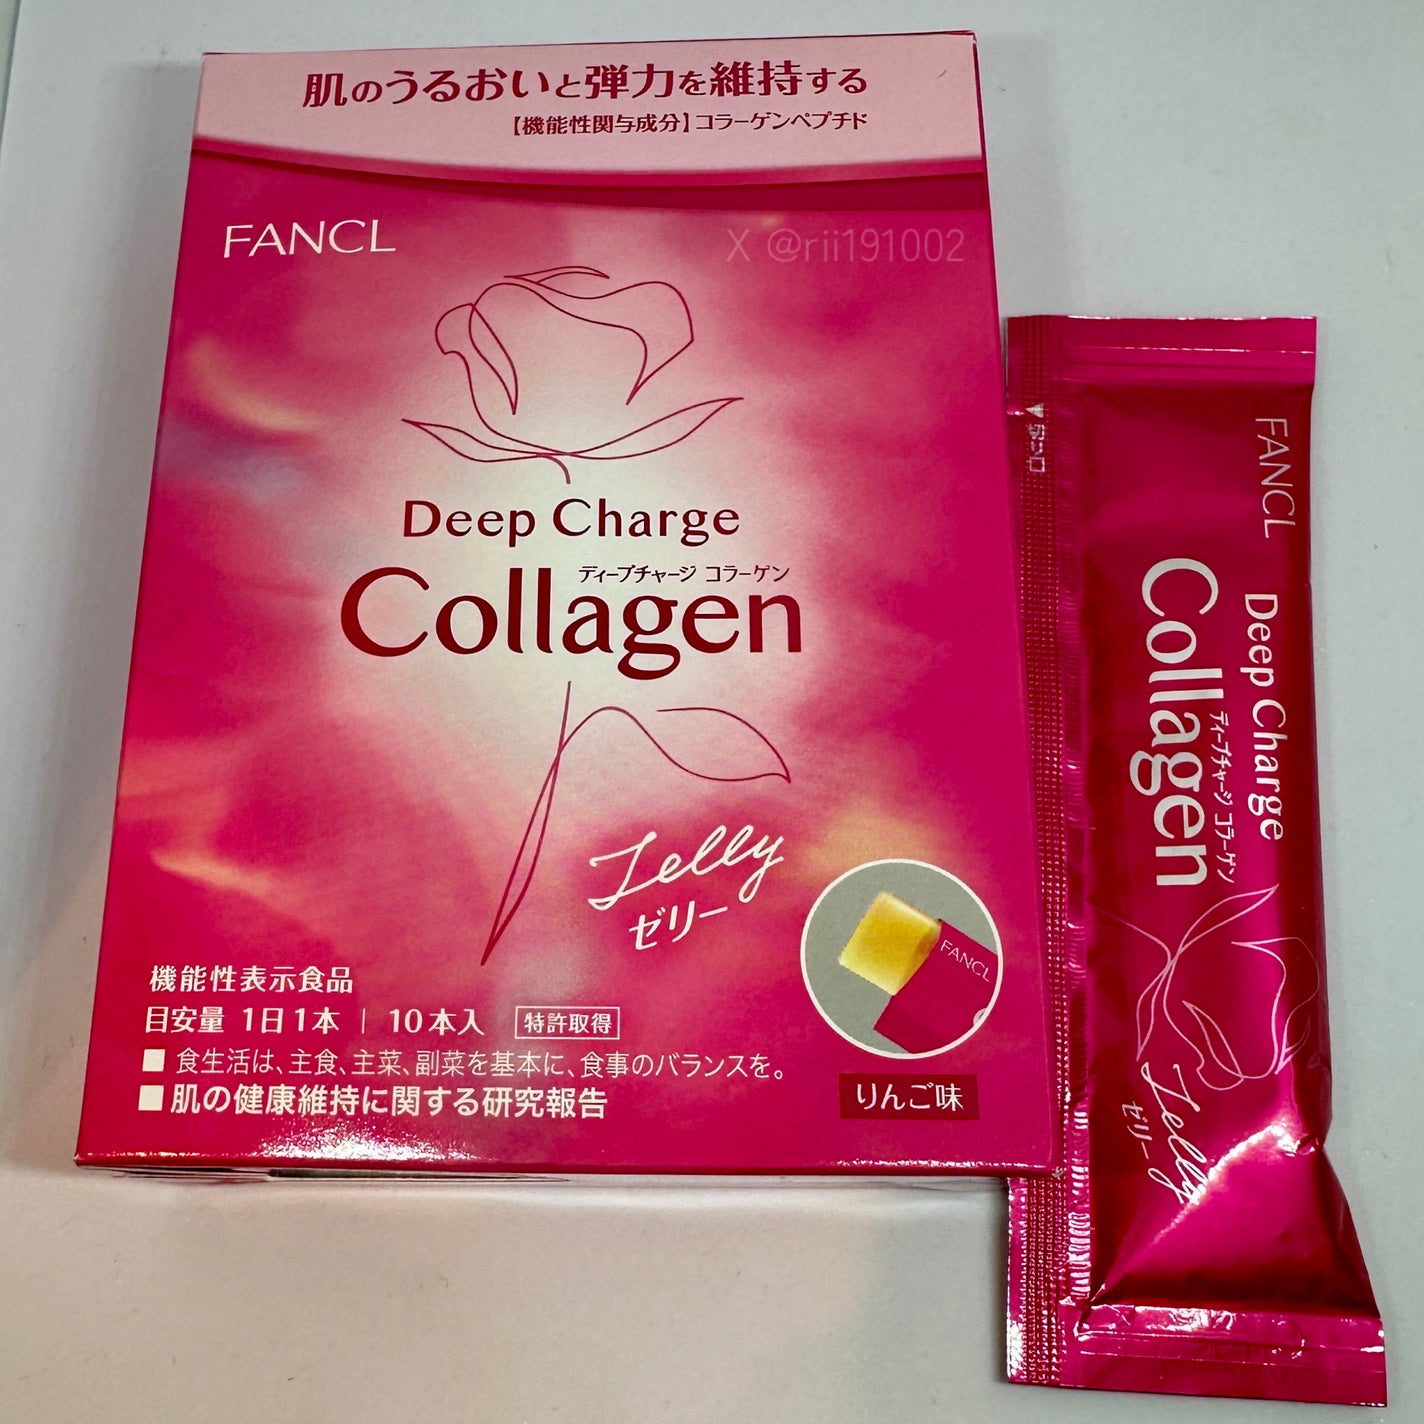 肌のうるおいと弾力を維持する
【機能性関与成分】コラーゲンペプチド
FANCL
X @rii191002
Deep Charge
ディープチャージ コラーゲン
Collagen
Jelly
ゼリー
FANCL
機能性表示食品
目安量 1日1本 | 10本入 特許取得
■ 食生活は、主食、主菜、副菜を基本に、食事のバランスを。
■ 肌の健康維持に関する研究報告
りんご味
切り口
FANCL
Deep Charge
ディープチャージ コラーゲン
Collagen
Jelly
ゼリー